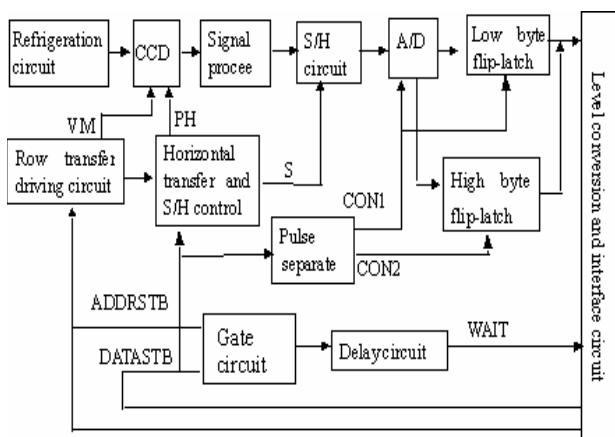 Refrigeration
circuit
CCD
Signal
procee
S/H
circuit
A/D
Low byte
flip-latch
VM
PH
Row transfer
driving circuit
Horizontal
transfer and
S/H control
S
CON1
High byte
flip-latch
Pulse
separate
CON2
ADDRSTB
Gate
circuit
Delaycircuit
WAIT
DATASTB
Level conversion and interface circuit